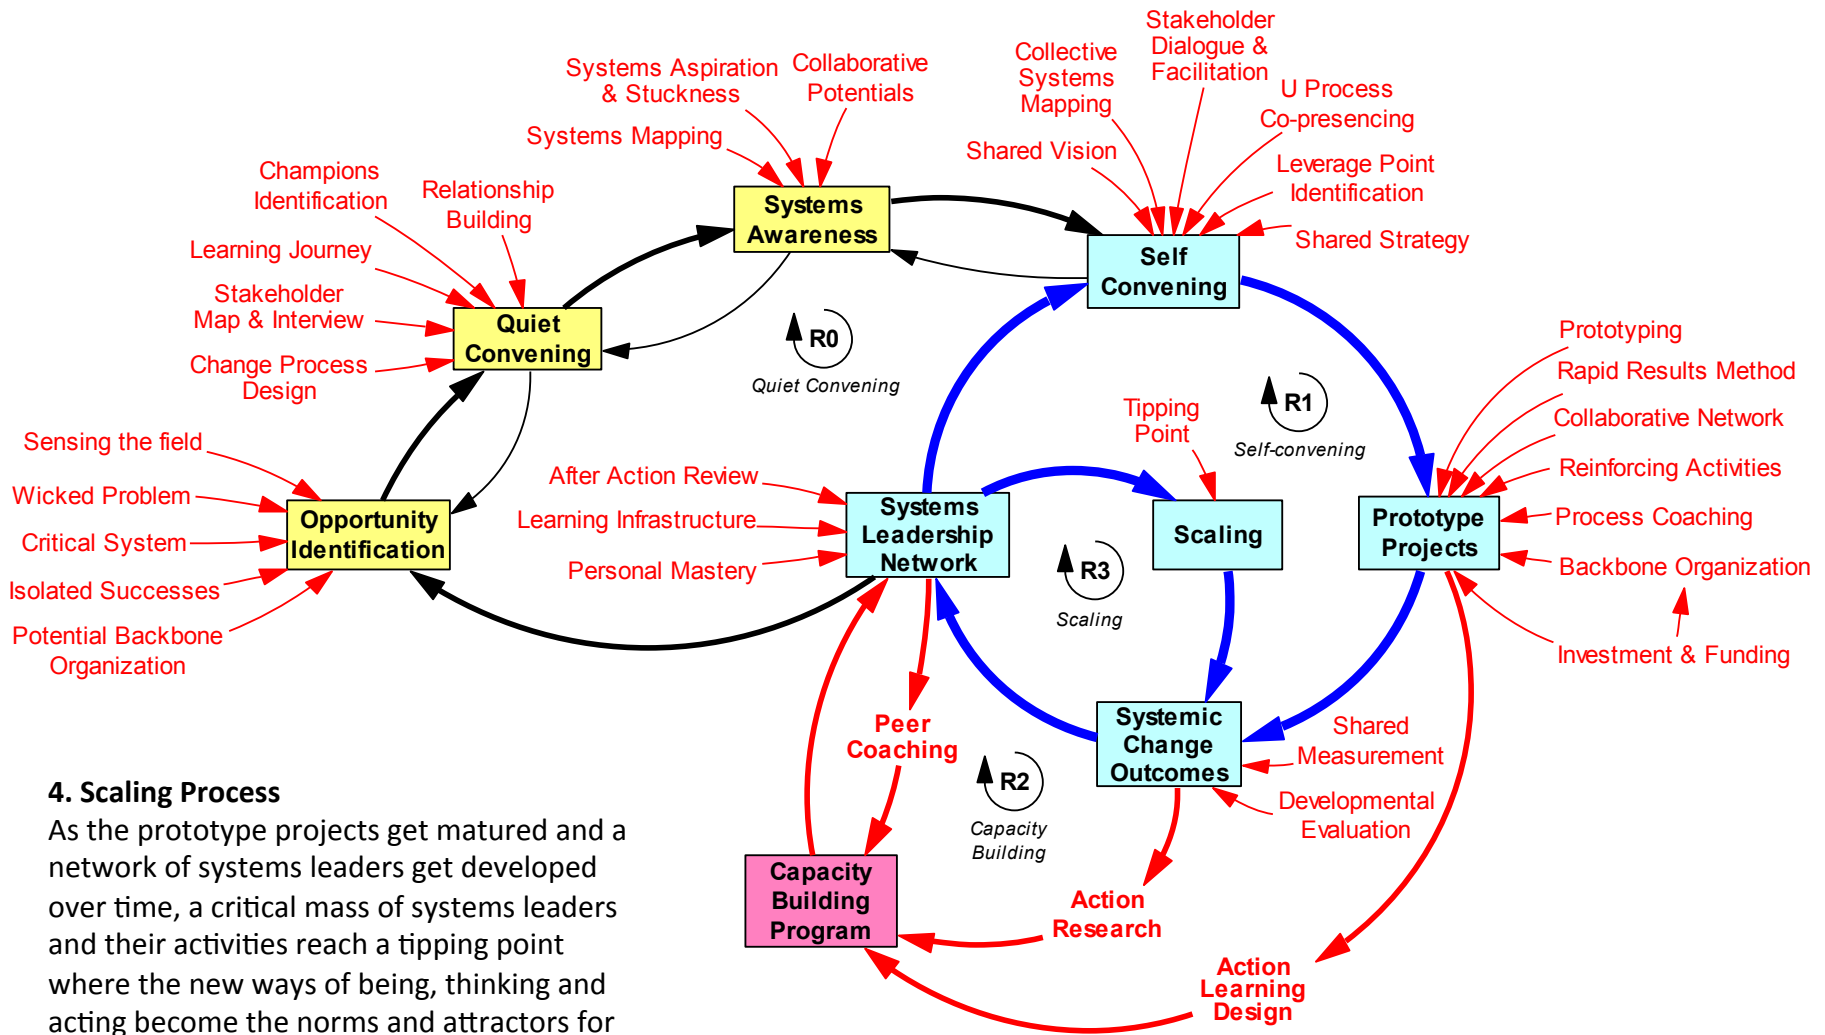 Stakeholder
Dialogue &
Facilitation
Collective
Systems
Mapping
Systems Aspiration
& Stuckness
Collaborative
Potentials
U Process
Co-presencing
Systems Mapping
Shared Vision
Leverage Point
Identification
Champions
Identification
Relationship
Building
Systems
Awareness
Shared Strategy
Learning Journey
Self
Convening
Stakeholder
Map & Interview
Quiet
Convening
Change Process
Design
R0
Quiet Convening
Prototyping
Rapid Results Method
R1
Self-convening
Tipping
Point
Collaborative Network
Sensing the field
Reinforcing Activities
After Action Review
Wicked Problem
Opportunity
Identification
Learning Infrastructure
Systems
Leadership
Network
Scaling
Prototype
Projects
Process Coaching
Critical System
Backbone Organization
Personal Mastery
R3
Scaling
Isolated Successes
Potential Backbone
Organization
Investment & Funding
Peer
Coaching
Systemic
Change
Outcomes
Shared
Measurement
R2
Capacity
Building
Developmental
Evaluation
4. Scaling Process
As the prototype projects get matured and a
network of systems leaders get developed
over time, a critical mass of systems leaders
and their activities reach a tipping point
where the new ways of being, thinking and
acting become the norms and attractors for
Capacity
Building
Program
Action
Research
Action
Learning
Design